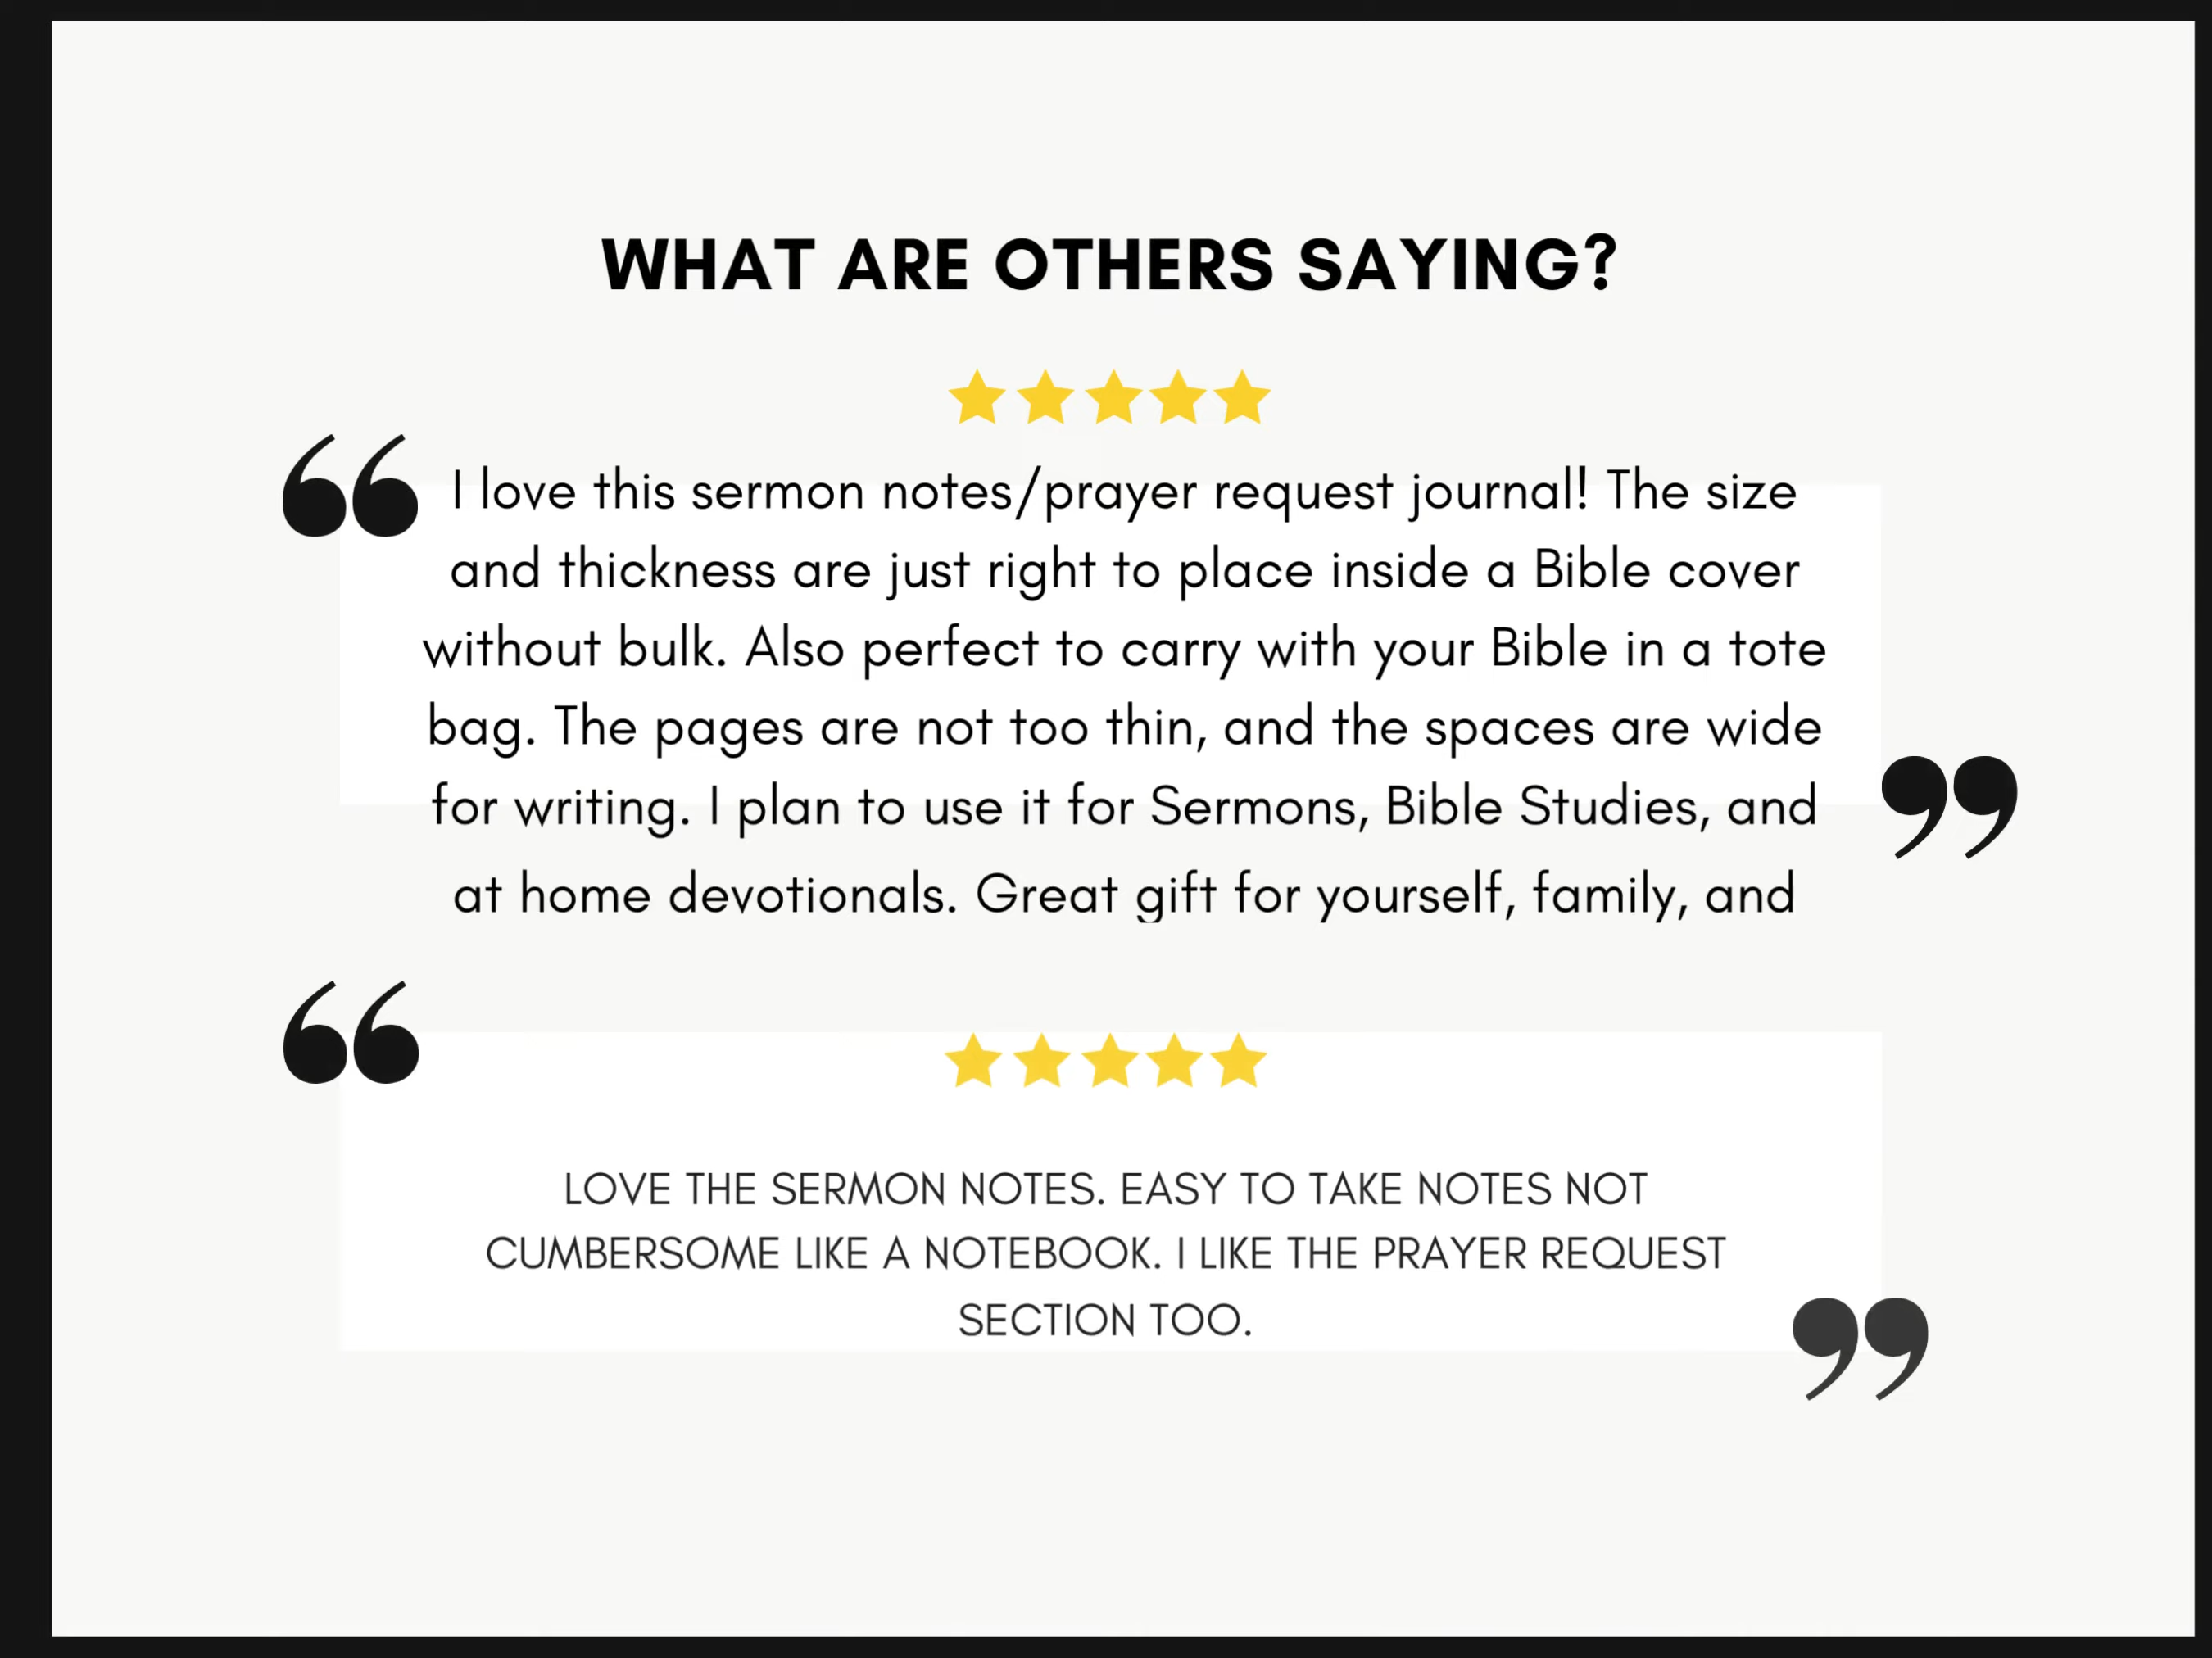 WHAT ARE OTHERS SAYING?
“ I love this sermon notes/prayer request journal! The size
and thickness are just right to place inside a Bible cover
without bulk. Also perfect to carry with your Bible in a tote
bag. The pages are not too thin, and the spaces are wide
for writing. I plan to use it for Sermons, Bible Studies, and ”
at home devotionals. Great gift for yourself, family, and
“
LOVE THE SERMON NOTES. EASY TO TAKE NOTES NOT
CUMBERSOME LIKE A NOTEBOOK. I LIKE THE PRAYER REQUEST
SECTION TOO. ”